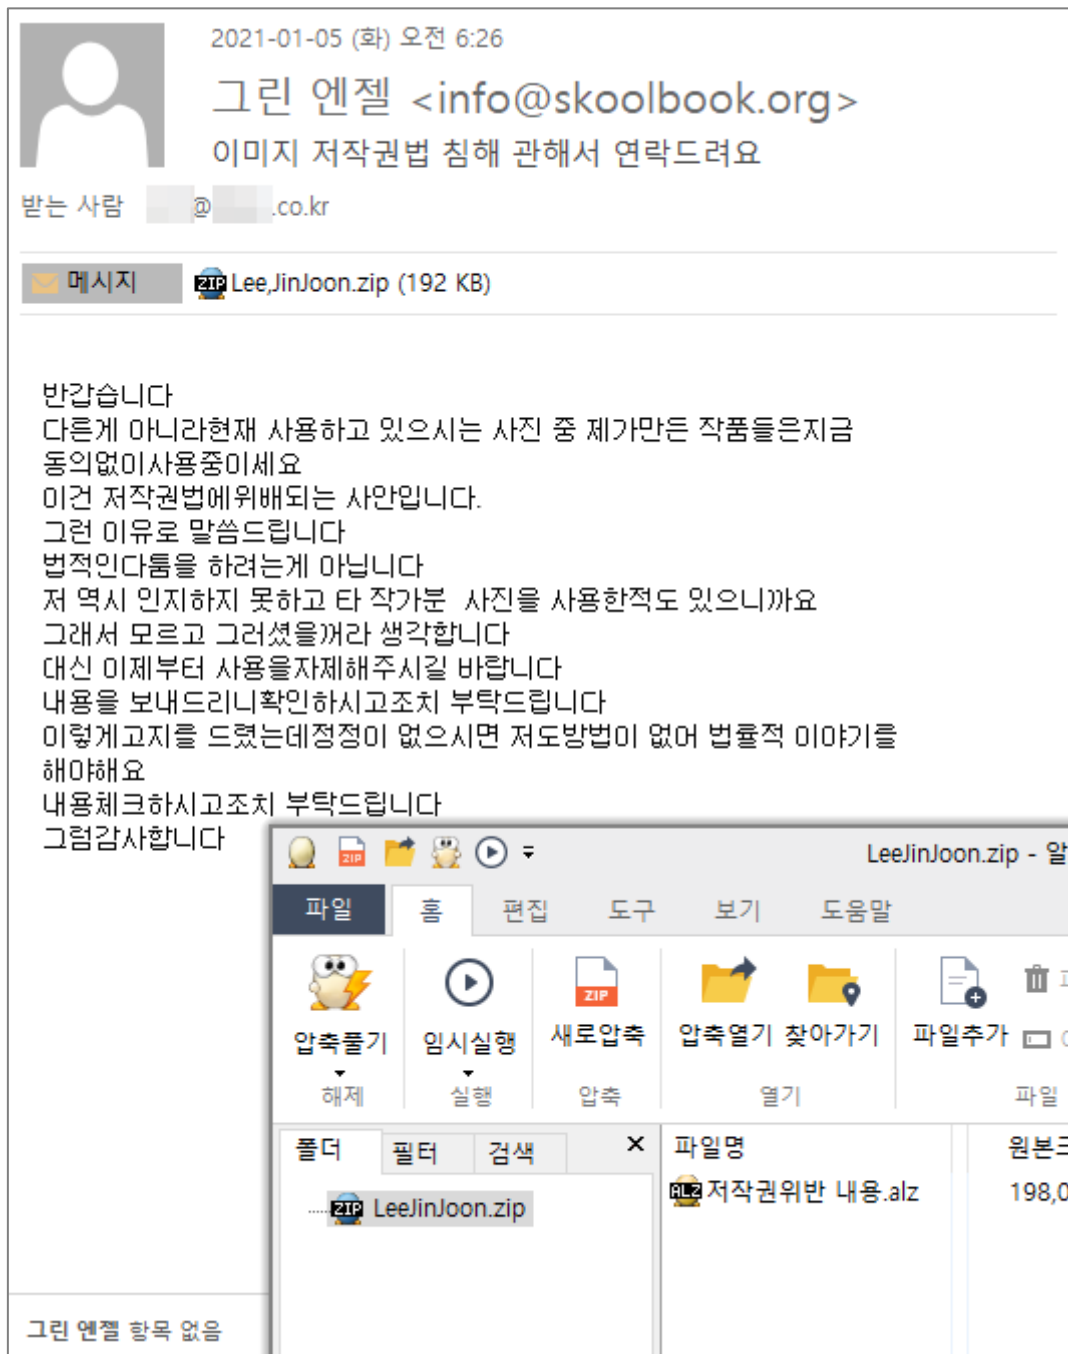 2021-01-05 (화) 오전 6:26
그린 엔젤 <info@skoolbook.org>
이미지 저작권법 침해 관해서 연락드려요
받는 사람 @ .co.kr
메시지 ZIP Lee,JinJoon.zip (192 KB)
반갑습니다
다른게 아니라현재 사용하고 있으시는 사진 중 제가만든 작품들은지금
동의없이사용중이세요
이건 저작권법에위배되는 사안입니다.
그런 이유로 말씀드립니다
법적인다툼을 하려는게 아닙니다
저 역시 인지하지 못하고 타 작가분 사진을 사용한적도 있으니까요
그래서 모르고 그러셨을꺼라 생각합니다
대신 이제부터 사용을자제해주시길 바랍니다
내용을 보내드리니확인하시고조치 부탁드립니다
이렇게고지를 드렸는데정정이 없으시면 저도방법이 없어 법률적 이야기를
해야해요
내용체크하시고조치 부탁드립니다
그럼감사합니다
ZIP LeeJinJoon.zip - 알
파일 홈 편집 도구 보기 도움말
ZIP
압축풀기 임시실행 새로압축 압축열기 찾아가기 파일추가
해제 실행 압축 열기 파일
폴더 필터 검색 × 파일명 원본크
ZIP LeeJinJoon.zip
ALZ 저작권위반 내용.alz 198,0
그린 엔젤 항목 없음